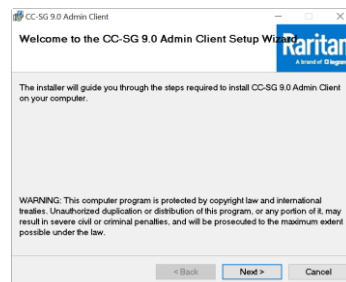 CC-SG 9.0 Admin Client
Welcome to the CC-SG 9.0 Admin Client Setup Wizard
Raritan
A brand of legrand
The installer will guide you through the steps required to install CC-SG 9.0 Admin Client
on your computer.
WARNING: This computer program is protected by copyright law and international
treaties. Unauthorized duplication or distribution of this program, or any portion of it, may
result in severe civil or criminal penalties, and will be prosecuted to the maximum extent
possible under the law.
< Back
Next >
Cancel